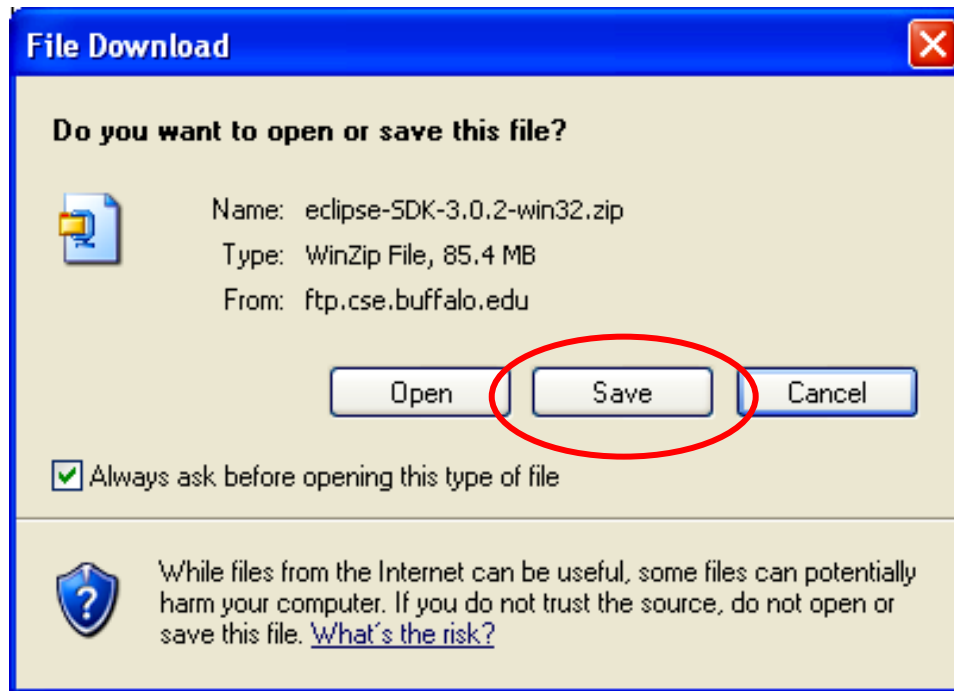 File Download
Do you want to open or save this file?
Name: eclipse-SDK-3.0.2-win32.zip
Type: WinZip File, 85.4 MB
From: ftp.cse.buffalo.edu
Open Save Cancel
Always ask before opening this type of file
While files from the Internet can be useful, some files can potentially
harm your computer. If you do not trust the source, do not open or
save this file. What's the risk?